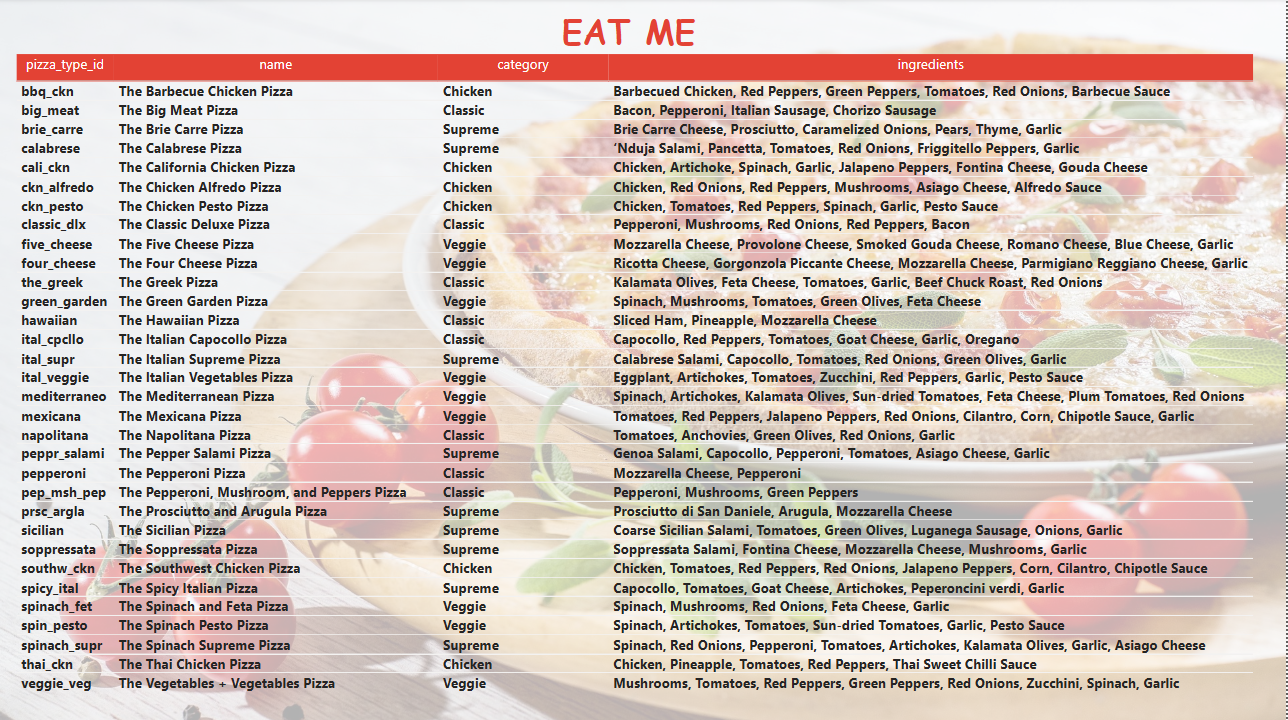 EAT ME
pizza_type_id name category ingredients
bbq_ckn The Barbecue Chicken Pizza Chicken Barbecued Chicken, Red Peppers, Green Peppers, Tomatoes, Red Onions, Barbecue Sauce
big_meat The Big Meat Pizza Classic Bacon, Pepperoni, Italian Sausage, Chorizo Sausage
brie_carre The Brie Carre Pizza Supreme Brie Carre Cheese, Prosciutto, Caramelized Onions, Pears, Thyme, Garlic
calabrese The Calabrese Pizza Supreme ‘Nduja Salami, Pancetta, Tomatoes, Red Onions, Friggitello Peppers, Garlic
cali_ckn The California Chicken Pizza Chicken Chicken, Artichoke, Spinach, Garlic, Jalapeno Peppers, Fontina Cheese, Gouda Cheese
ckn_alfredo The Chicken Alfredo Pizza Chicken Chicken, Red Onions, Red Peppers, Mushrooms, Asiago Cheese, Alfredo Sauce
ckn_pesto The Chicken Pesto Pizza Chicken Chicken, Tomatoes, Red Peppers, Spinach, Garlic, Pesto Sauce
classic_dlx The Classic Deluxe Pizza Classic Pepperoni, Mushrooms, Red Onions, Red Peppers, Bacon
five_cheese The Five Cheese Pizza Veggie Mozzarella Cheese, Provolone Cheese, Smoked Gouda Cheese, Romano Cheese, Blue Cheese, Garlic
four_cheese The Four Cheese Pizza Veggie Ricotta Cheese, Gorgonzola Piccante Cheese, Mozzarella Cheese, Parmigiano Reggiano Cheese, Garlic
the_greek The Greek Pizza Classic Kalamata Olives, Feta Cheese, Tomatoes, Garlic, Beef Chuck Roast, Red Onions
green_garden The Green Garden Pizza Veggie Spinach, Mushrooms, Tomatoes, Green Olives, Feta Cheese
hawaiian The Hawaiian Pizza Classic Sliced Ham, Pineapple, Mozzarella Cheese
ital_cpcllo The Italian Capocollo Pizza Classic Capocollo, Red Peppers, Tomatoes, Goat Cheese, Garlic, Oregano
ital_supr The Italian Supreme Pizza Supreme Calabrese Salami, Capocollo, Tomatoes, Red Onions, Green Olives, Garlic
ital_veggie The Italian Vegetables Pizza Veggie Eggplant, Artichokes, Tomatoes, Zucchini, Red Peppers, Garlic, Pesto Sauce
mediterraneo The Mediterranean Pizza Veggie Spinach, Artichokes, Kalamata Olives, Sun-dried Tomatoes, Feta Cheese, Plum Tomatoes, Red Onions
mexicana The Mexicana Pizza Veggie Tomatoes, Red Peppers, Jalapeno Peppers, Red Onions, Cilantro, Corn, Chipotle Sauce, Garlic
napolitana The Napolitana Pizza Classic Tomatoes, Anchovies, Green Olives, Red Onions, Garlic
peppr_salami The Pepper Salami Pizza Supreme Genoa Salami, Capocollo, Pepperoni, Tomatoes, Asiago Cheese, Garlic
pepperoni The Pepperoni Pizza Classic Mozzarella Cheese, Pepperoni
pep_msh_pep The Pepperoni, Mushroom, and Peppers Pizza Classic Pepperoni, Mushrooms, Green Peppers
prsc_argla The Prosciutto and Arugula Pizza Supreme Prosciutto di San Daniele, Arugula, Mozzarella Cheese
sicilian The Sicilian Pizza Supreme Coarse Sicilian Salami, Tomatoes, Green Olives, Luganega Sausage, Onions, Garlic
soppressata The Soppressata Pizza Supreme Soppressata Salami, Fontina Cheese, Mozzarella Cheese, Mushrooms, Garlic
southw_ckn The Southwest Chicken Pizza Chicken Chicken, Tomatoes, Red Peppers, Red Onions, Jalapeno Peppers, Corn, Cilantro, Chipotle Sauce
spicy_ital The Spicy Italian Pizza Supreme Capocollo, Tomatoes, Goat Cheese, Artichokes, Peperoncini verdi, Garlic
spinach_fet The Spinach and Feta Pizza Veggie Spinach, Mushrooms, Red Onions, Feta Cheese, Garlic
spin_pesto The Spinach Pesto Pizza Veggie Spinach, Artichokes, Tomatoes, Sun-dried Tomatoes, Garlic, Pesto Sauce
spinach_supr The Spinach Supreme Pizza Supreme Spinach, Red Onions, Pepperoni, Tomatoes, Artichokes, Kalamata Olives, Garlic, Asiago Cheese
thai_ckn The Thai Chicken Pizza Chicken Chicken, Pineapple, Tomatoes, Red Peppers, Thai Sweet Chilli Sauce
veggie_veg The Vegetables + Vegetables Pizza Veggie Mushrooms, Tomatoes, Red Peppers, Green Peppers, Red Onions, Zucchini, Spinach, Garlic